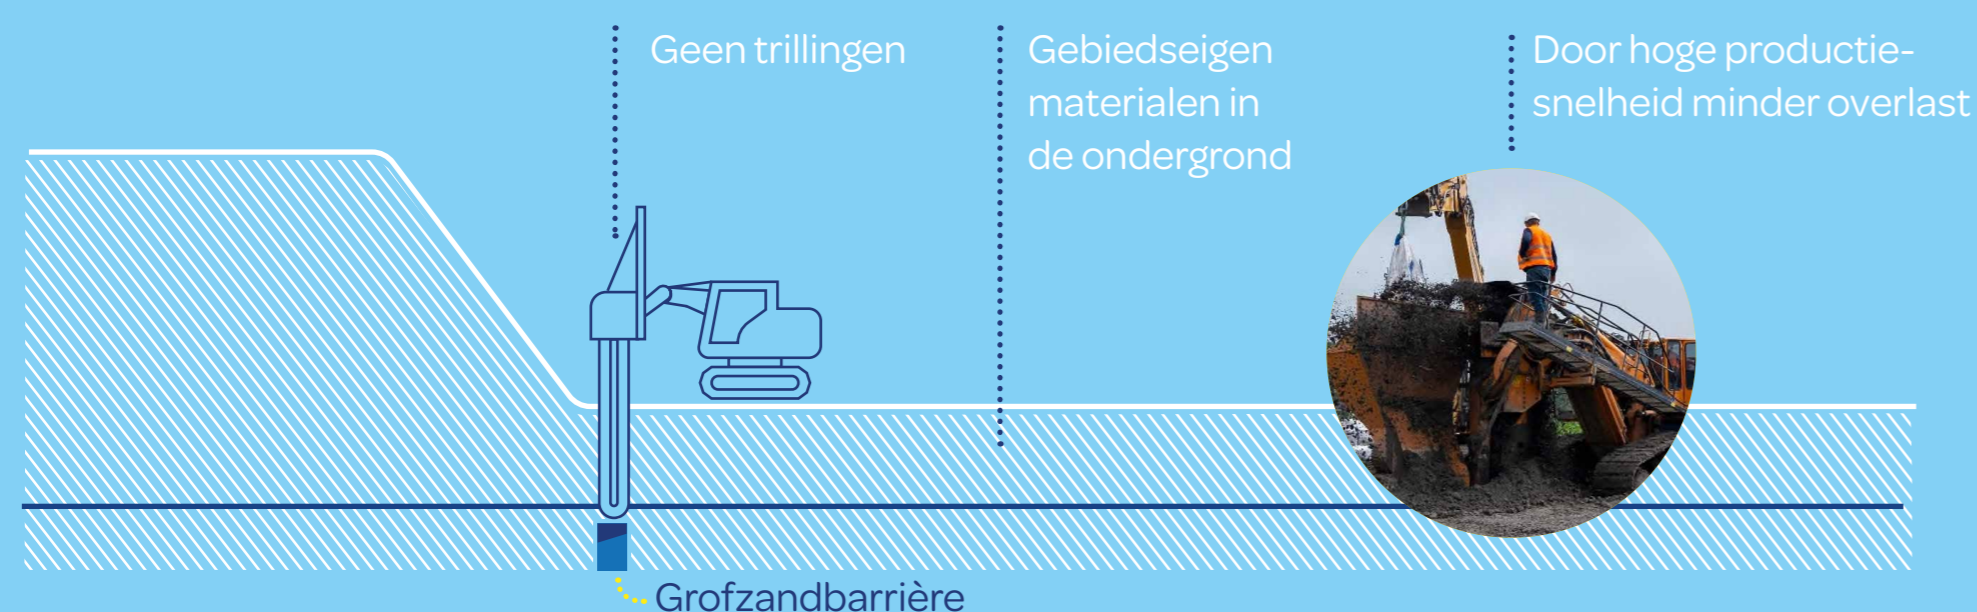 Geen trillingen
Gebiedseigen
materialen in
de ondergrond
Door hoge productie-
snelheid minder overlast
Grofzandbarrière